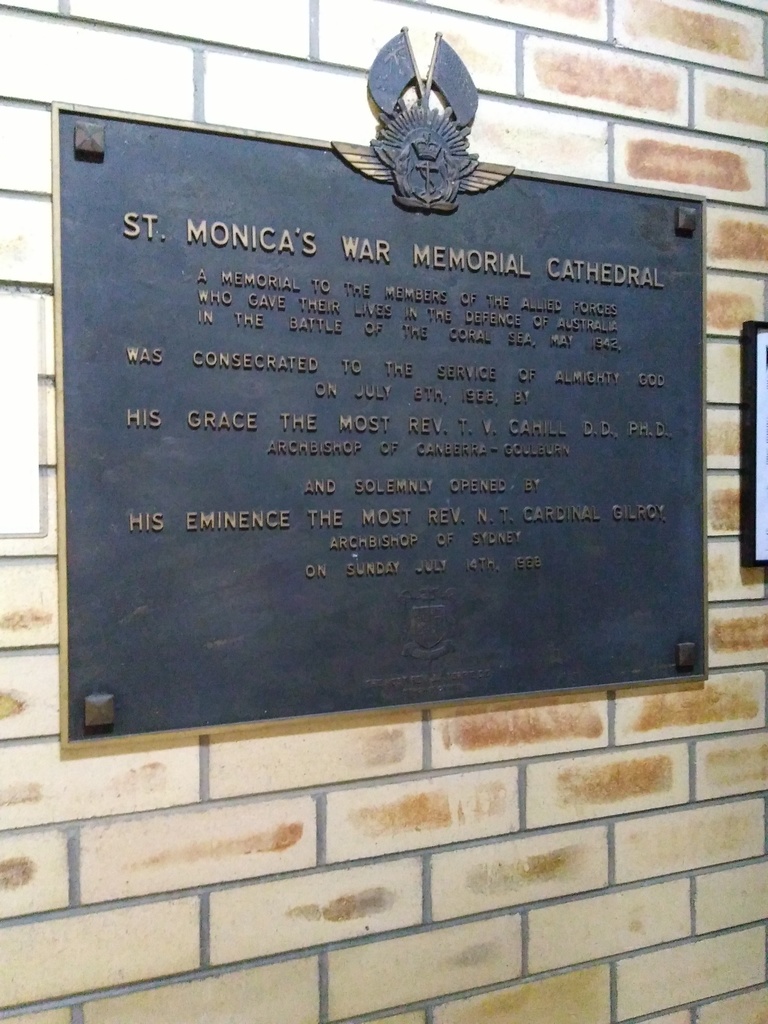 ST. MONICA'S WAR MEMORIAL CATHEDRAL
A MEMORIAL TO THE MEMBERS OF THE ALLIED FORCES
WHO GAVE THEIR LIVES IN THE DEFENCE OF AUSTRALIA
IN THE BATTLE OF THE CORAL SEA, MAY 1942,
WAS CONSECRATED TO THE SERVICE OF ALMIGHTY GOD
ON JULY 8TH, 1968, BY
HIS GRACE THE MOST REV. T. V. CAHILL D.D., PH.D.,
ARCHBISHOP OF CANBERRA-GOULBURN
AND SOLEMNLY OPENED BY
HIS EMINENCE THE MOST REV. N. T. CARDINAL GILROY,
ARCHBISHOP OF SYDNEY
ON SUNDAY JULY 14TH, 1968